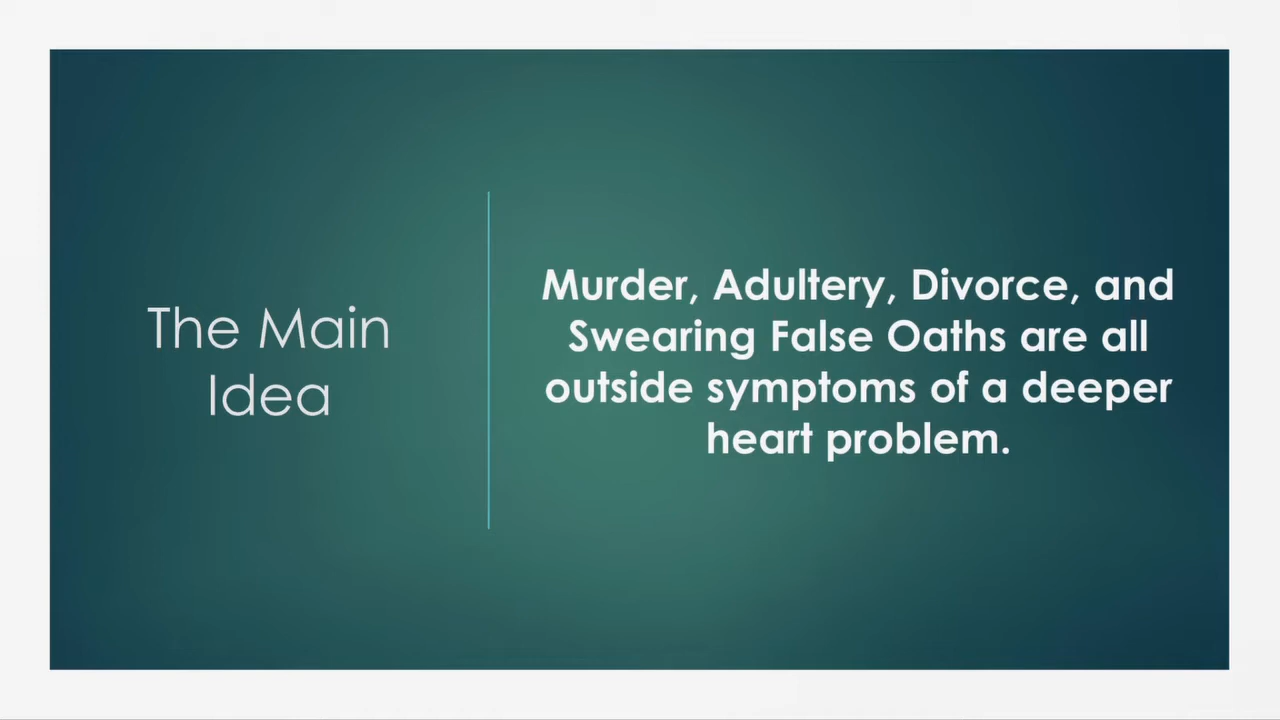 The Main
Idea
Murder, Adultery, Divorce, and
Swearing False Oaths are all
outside symptoms of a deeper
heart problem.